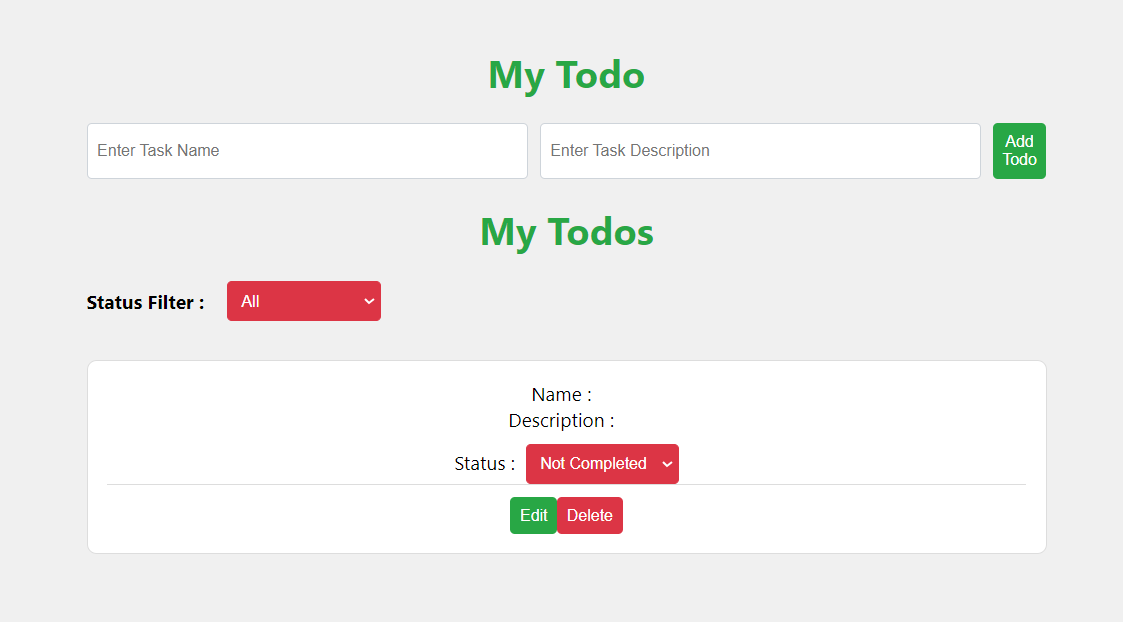 My Todo
Enter Task Name
Enter Task Description
Add
Todo
My Todos
Status Filter :
All
Name :
Description :
Status :
Not Completed
Edit
Delete